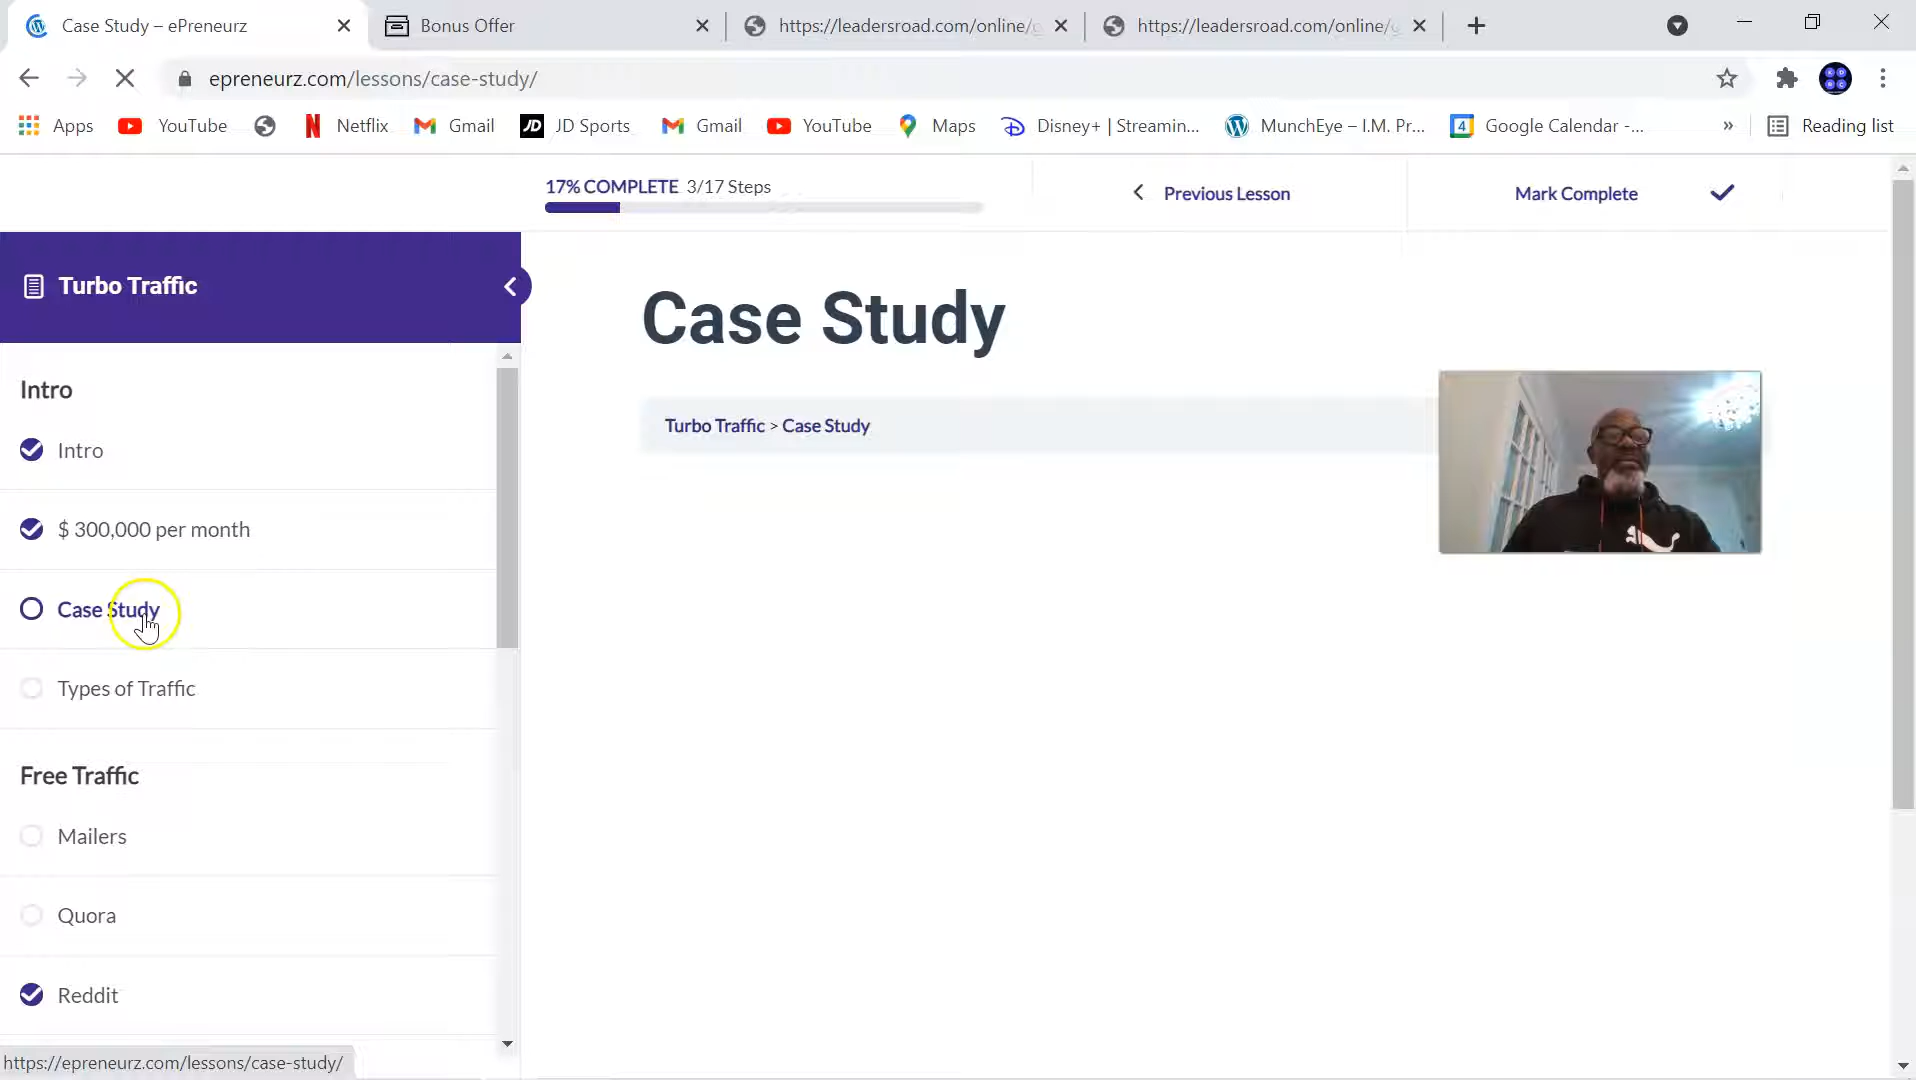 Case Study – ePreneurz
Bonus Offer
https://leadersroad.com/online/g
https://leadersroad.com/online/g
epreneurz.com/lessons/case-study/
Apps
YouTube
Netflix
Gmail
JD JD Sports
Gmail
YouTube
Maps
Disney+ | Streamin...
MunchEye – I.M. Pr...
4 Google Calendar -...
»
Reading list
17% COMPLETE 3/17 Steps
Previous Lesson
Mark Complete
Turbo Traffic
Case Study
Turbo Traffic > Case Study
Intro
Intro
$ 300,000 per month
Case Study
Types of Traffic
Free Traffic
Mailers
Quora
Reddit
https://epreneurz.com/lessons/case-study/